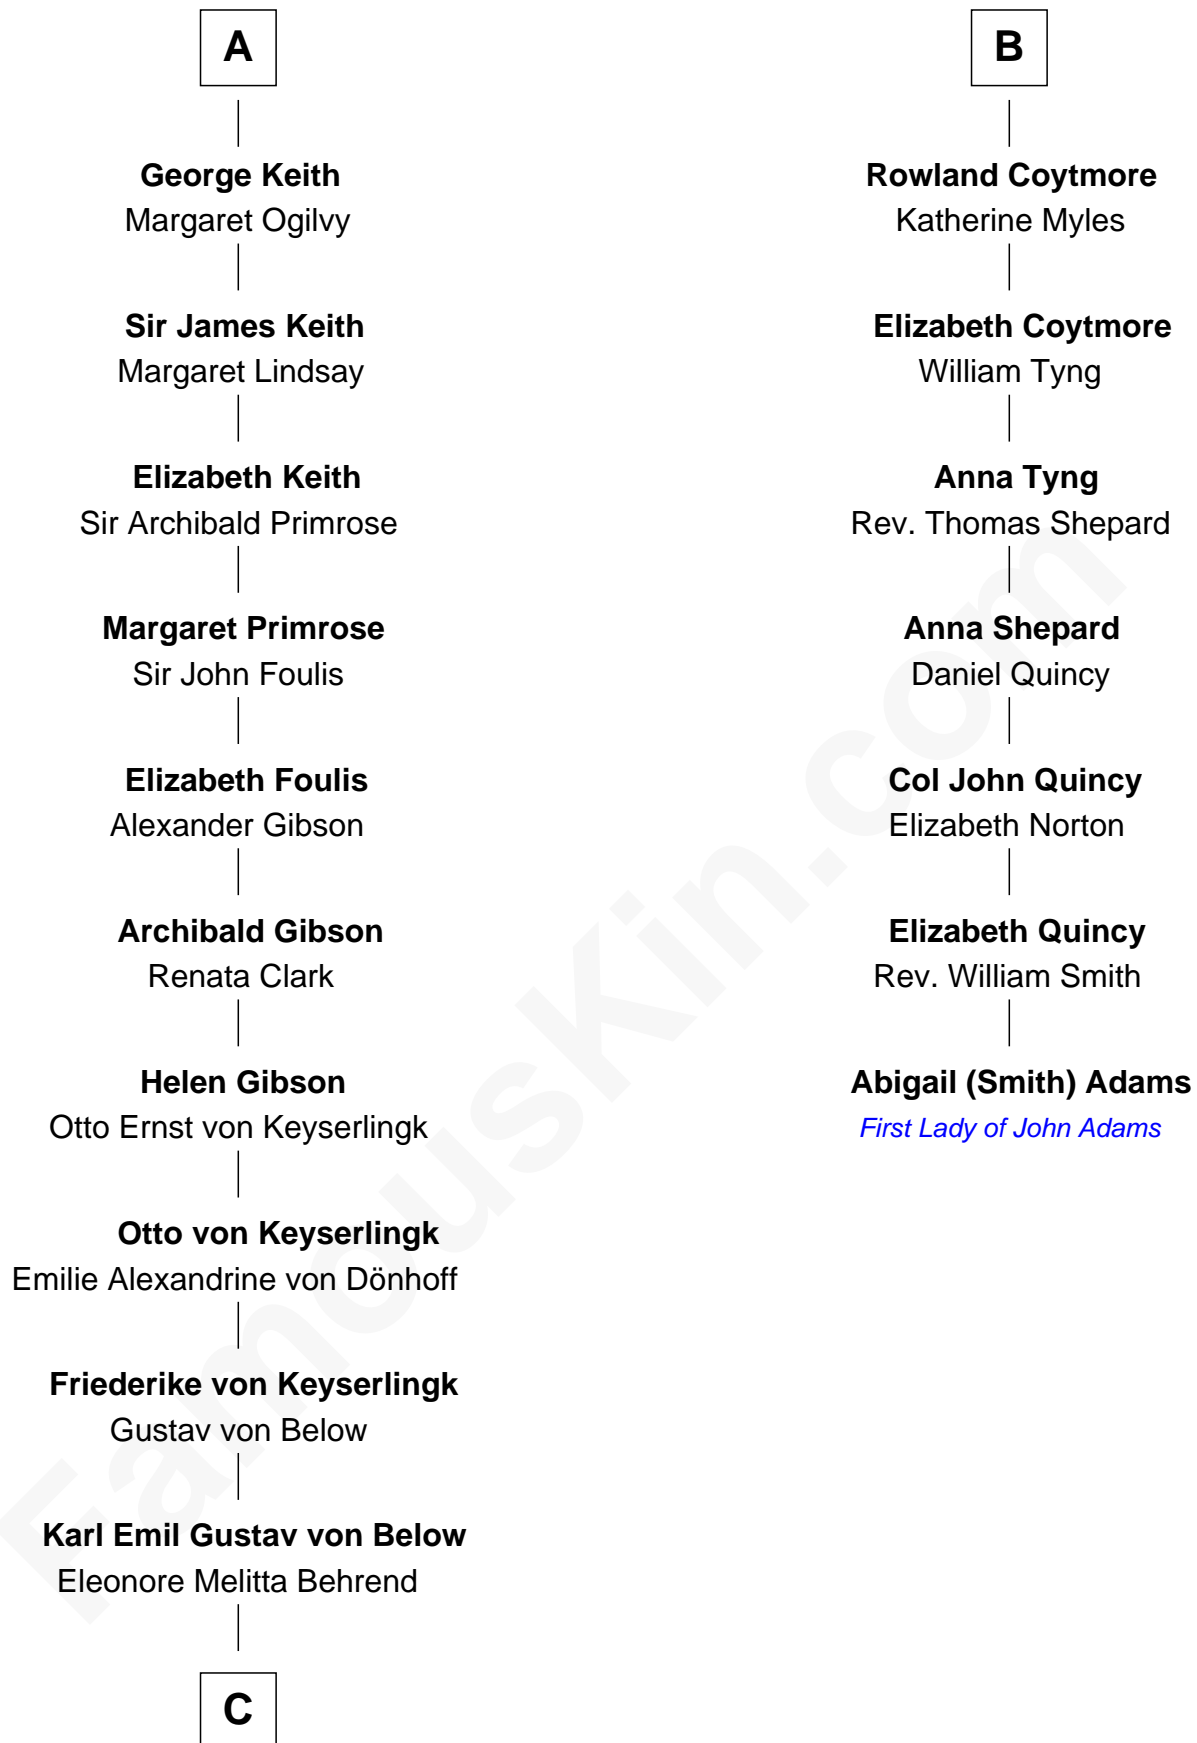 A
George Keith
Margaret Ogilvy
Sir James Keith
Margaret Lindsay
Elizabeth Keith
Sir Archibald Primrose
Margaret Primrose
Sir John Foulis
Elizabeth Foulis
Alexander Gibson
Archibald Gibson
Renata Clark
Helen Gibson
Otto Ernst von Keyserlingk
Otto von Keyserlingk
Emilie Alexandrine von Dönhoff
Friederike von Keyserlingk
Gustav von Below
Karl Emil Gustav von Below
Eleonore Melitta Behrend
C
B
Rowland Coytmore
Katherine Myles
Elizabeth Coytmore
William Tyng
Anna Tyng
Rev. Thomas Shepard
Anna Shepard
Daniel Quincy
Col John Quincy
Elizabeth Norton
Elizabeth Quincy
Rev. William Smith
Abigail (Smith) Adams
First Lady of John Adams
FamousKin.com